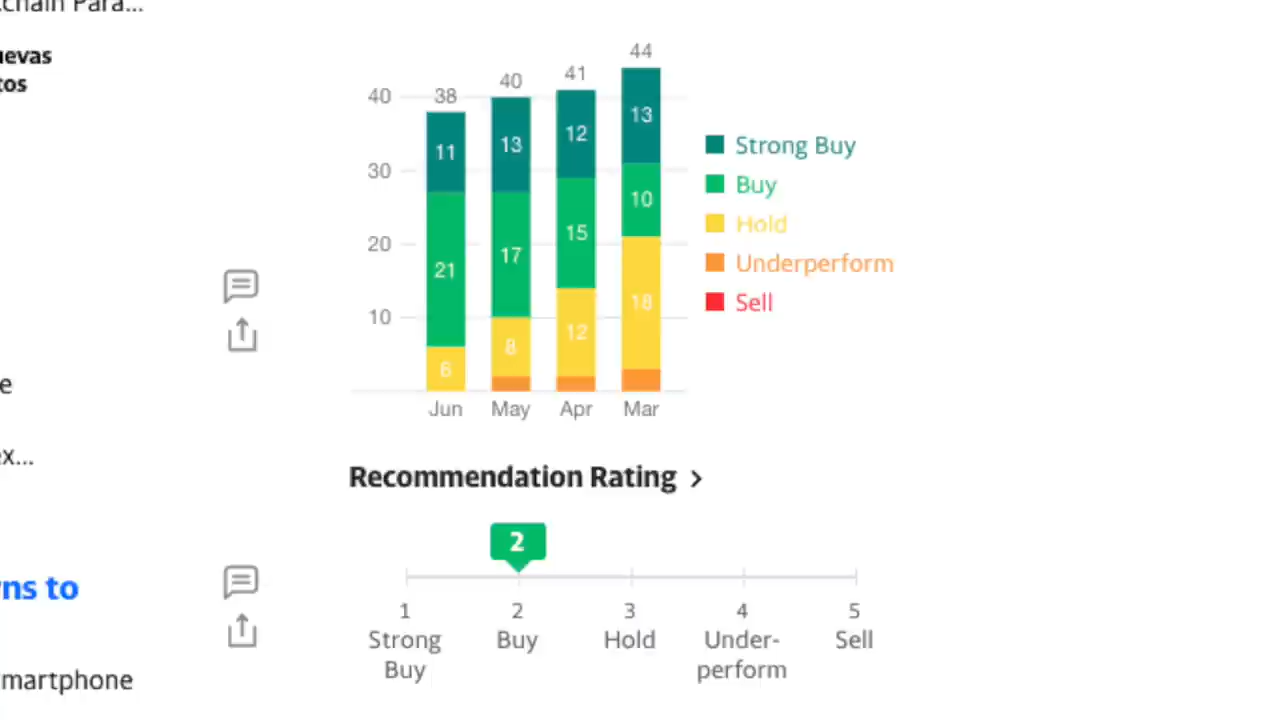 chain Para...
uevas
tos
e
ex...
ns to
martphone
44
41
40
38
40
30
20
10
11
13
12
13
21
17
15
10
6
8
12
18
Jun May Apr Mar
Strong Buy
Buy
Hold
Underperform
Sell
Recommendation Rating >
2
1 2 3 4 5
Strong Buy Hold Under- Sell
Buy perform